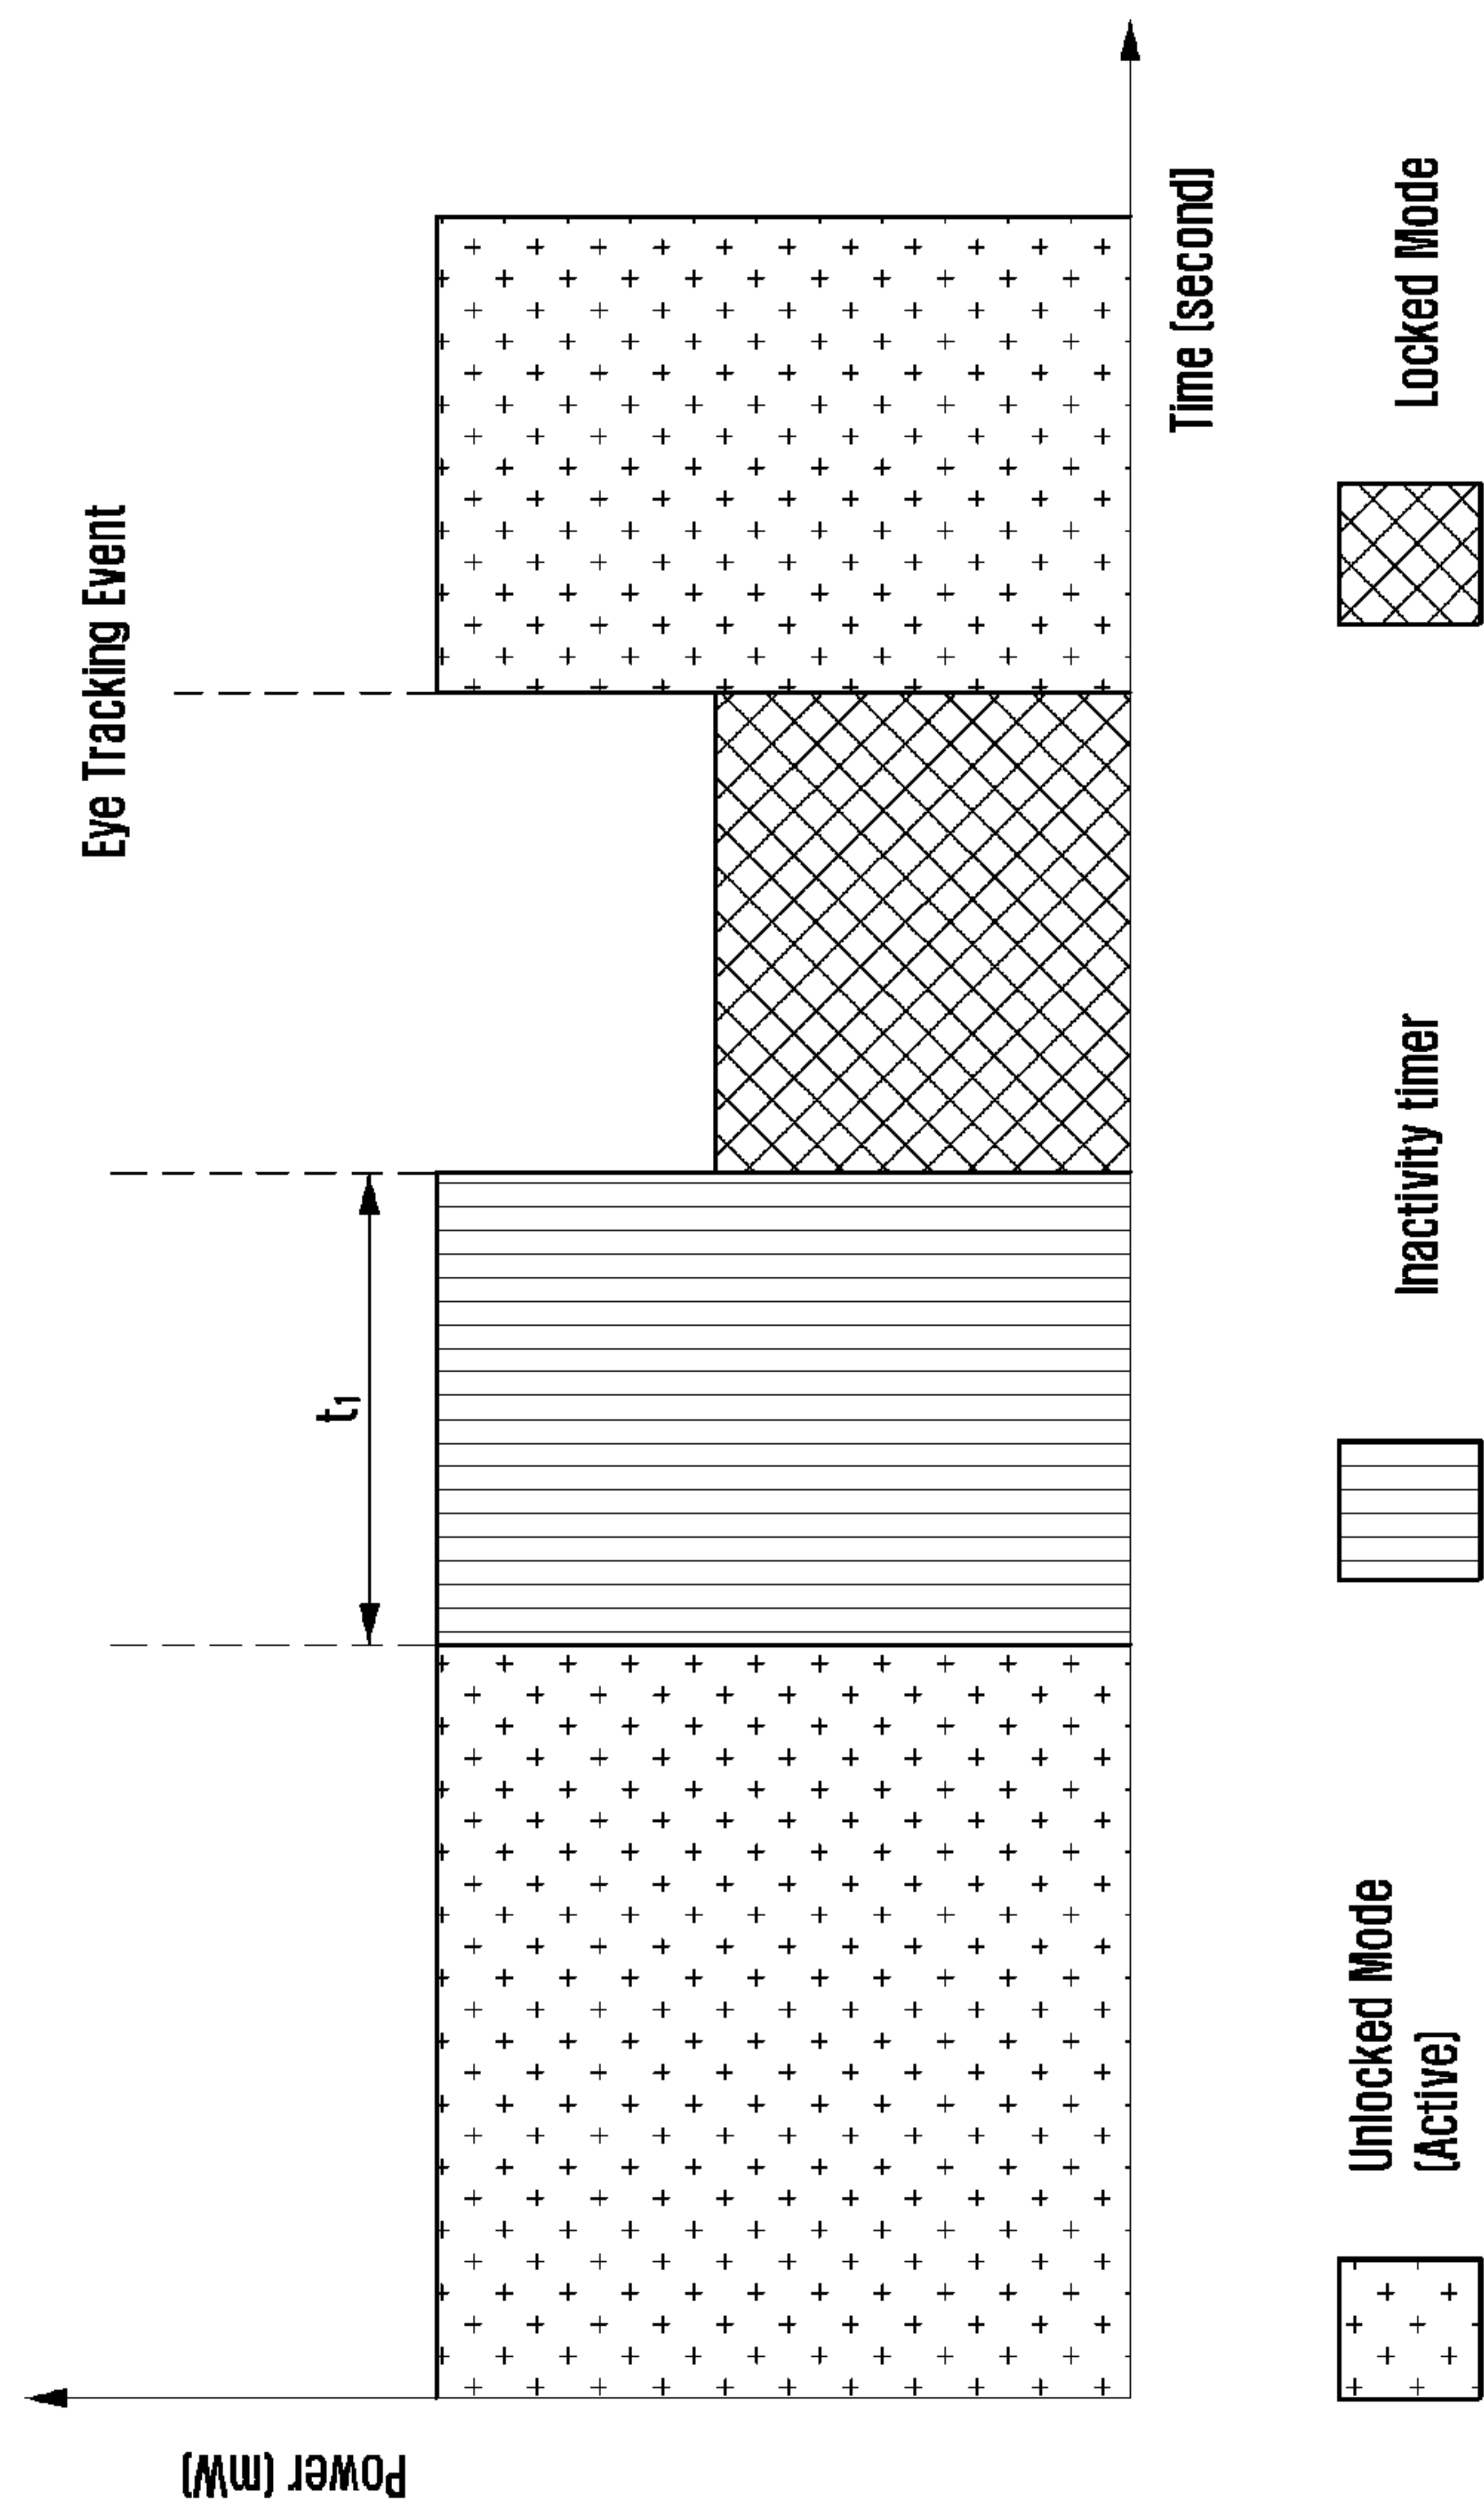 Eye Tracking Event
t1
Power (mW)
Time (second)
Unlocked Mode
(Active)
Inactivity timer
Locked Mode